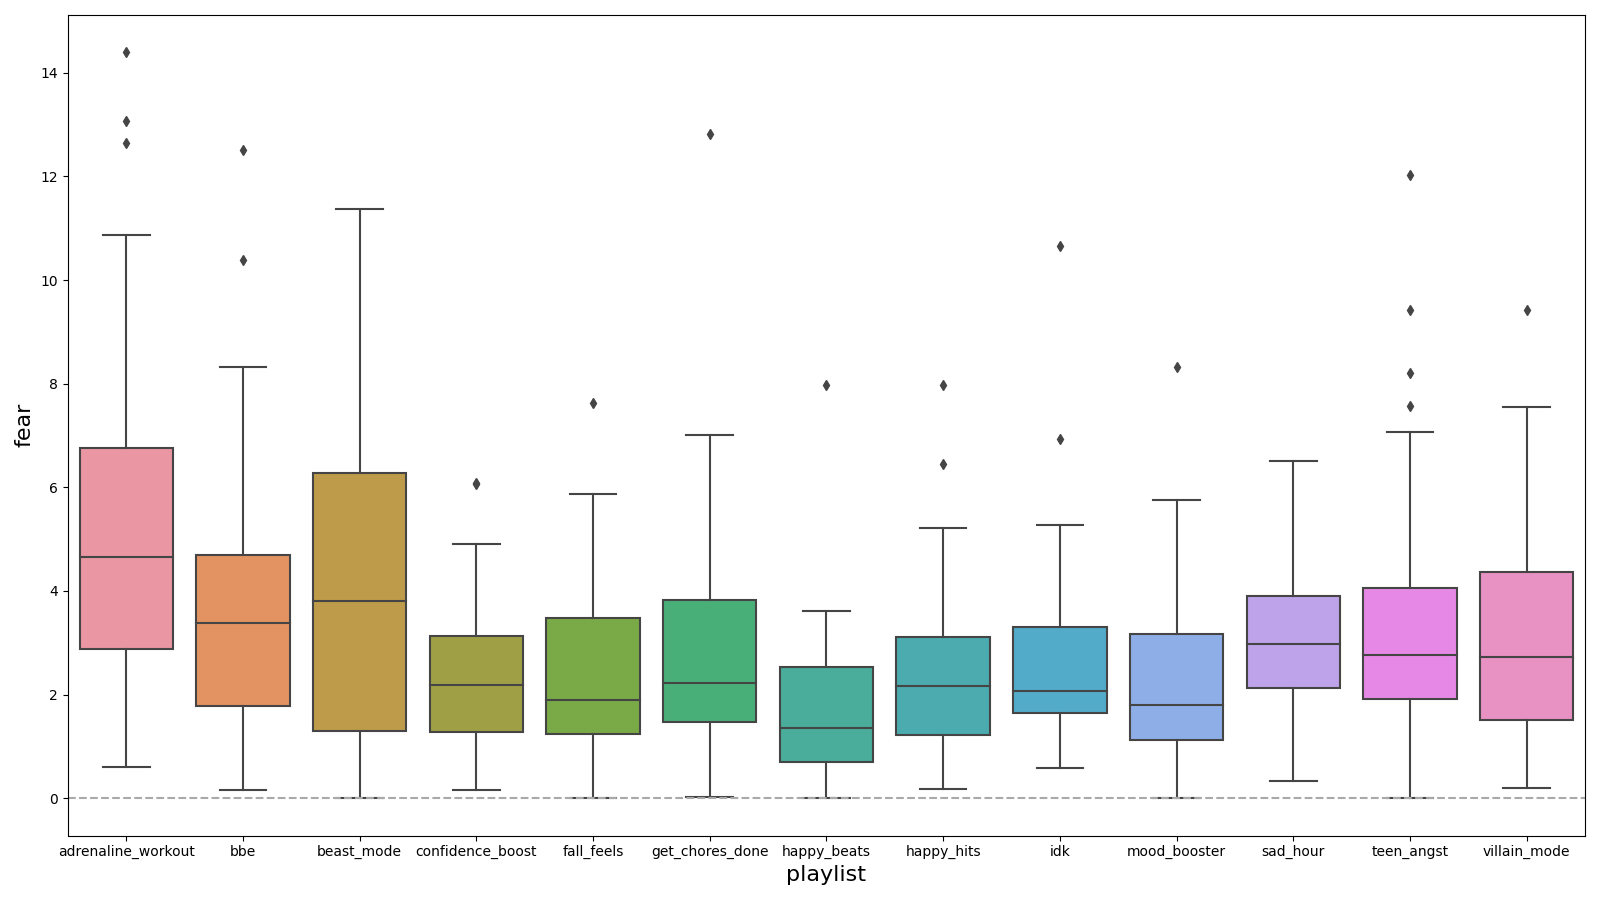 14
12
10
8
6
4
2
0
fear
adrenaline_workout bbe beast_mode confidence_boost fall_feels get_chores_done happy_beats happy_hits idk mood_booster sad_hour teen_angst villain_mode
playlist